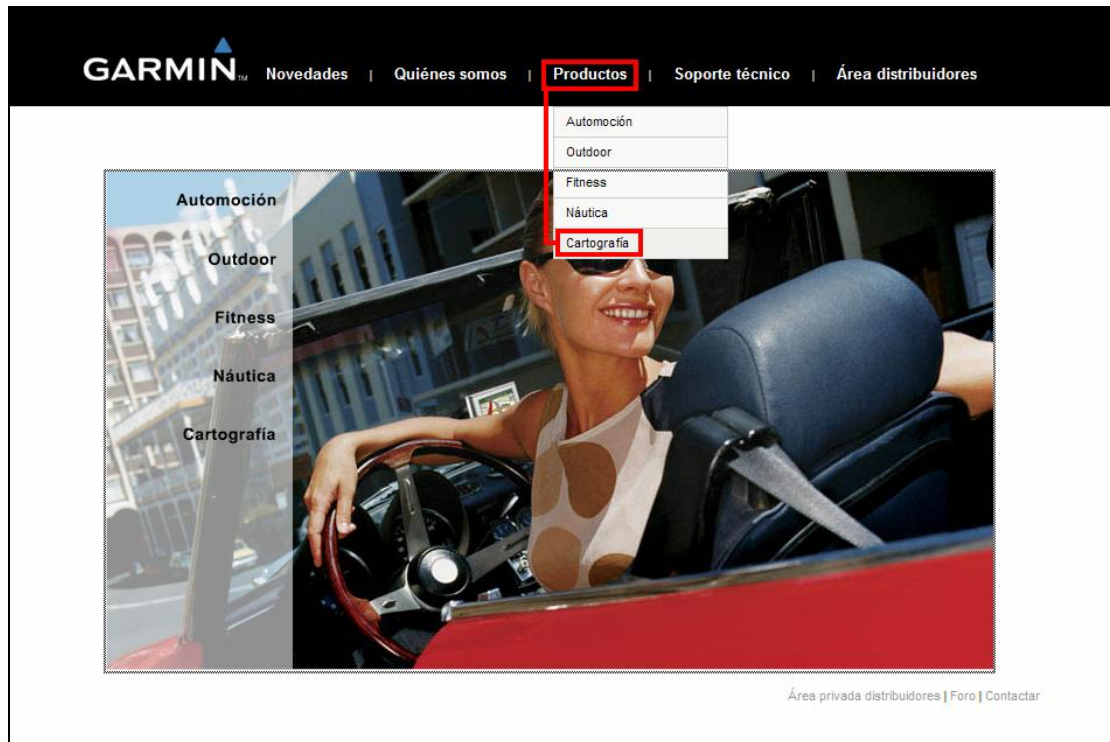 GARMIN™ Novedades | Quiénes somos | Productos | Soporte técnico | Área distribuidores
Automoción
Outdoor
Fitness
Náutica
Cartografía
Automoción
Outdoor
Fitness
Náutica
Cartografía
Área privada distribuidores | Foro | Contactar